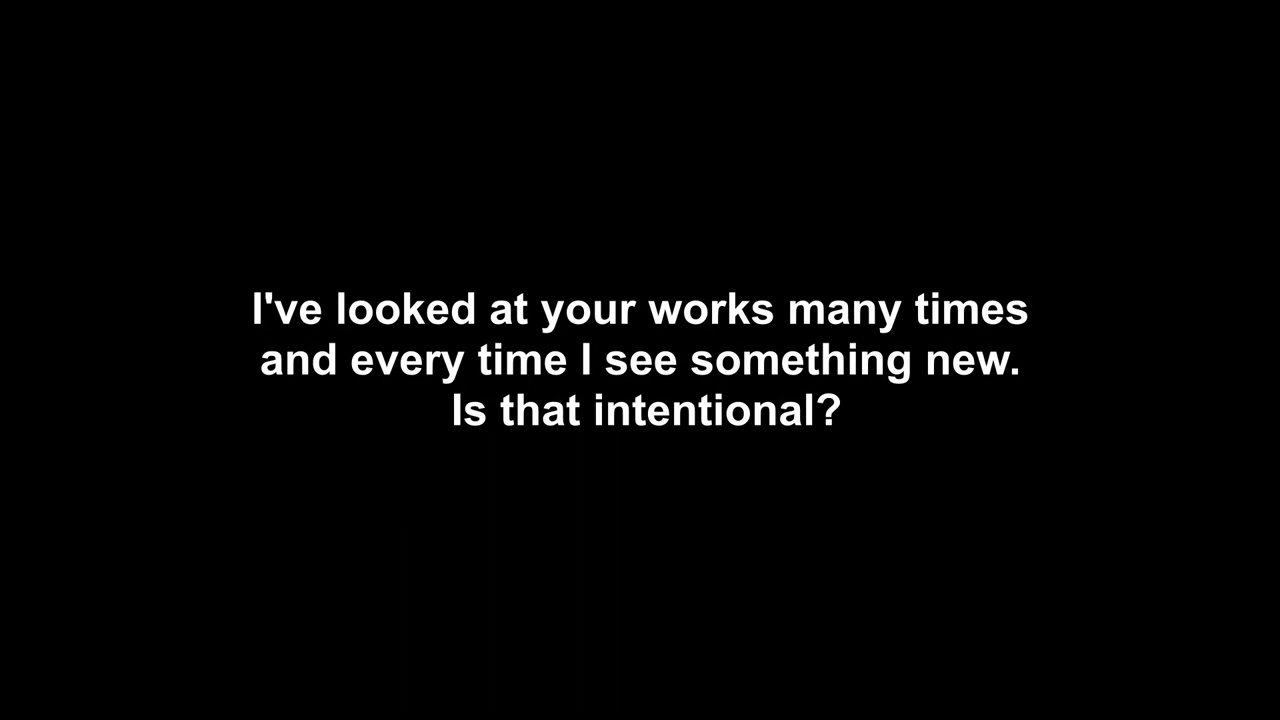 I've looked at your works many times
and every time I see something new.
Is that intentional?